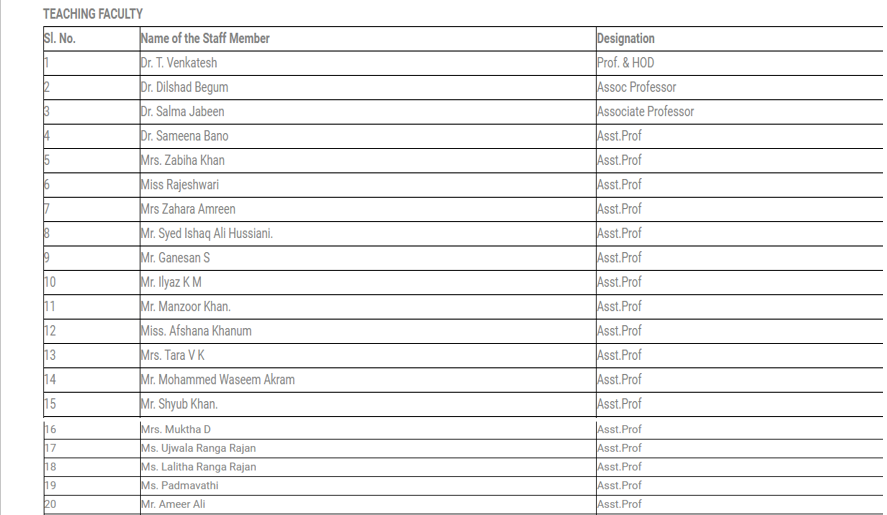 TEACHING FACULTY
Sl. No. Name of the Staff Member Designation
1 Dr. T. Venkatesh Prof. & HOD
2 Dr. Dilshad Begum Assoc Professor
3 Dr. Salma Jabeen Associate Professor
4 Dr. Sameena Bano Asst.Prof
5 Mrs. Zabiha Khan Asst.Prof
6 Miss Rajeshwari Asst.Prof
7 Mrs Zahara Amreen Asst.Prof
8 Mr. Syed Ishaq Ali Hussiani. Asst.Prof
9 Mr. Ganesan S Asst.Prof
10 Mr. Ilyaz K M Asst.Prof
11 Mr. Manzoor Khan. Asst.Prof
12 Miss. Afshana Khanum Asst.Prof
13 Mrs. Tara V K Asst.Prof
14 Mr. Mohammed Waseem Akram Asst.Prof
15 Mr. Shyub Khan. Asst.Prof
16 Mrs. Muktha D Asst.Prof
17 Ms. Ujwala Ranga Rajan Asst.Prof
18 Ms. Lalitha Ranga Rajan Asst.Prof
19 Ms. Padmavathi Asst.Prof
20 Mr. Ameer Ali Asst.Prof